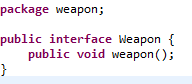 package weapon;
public interface Weapon {
    public void weapon();
}